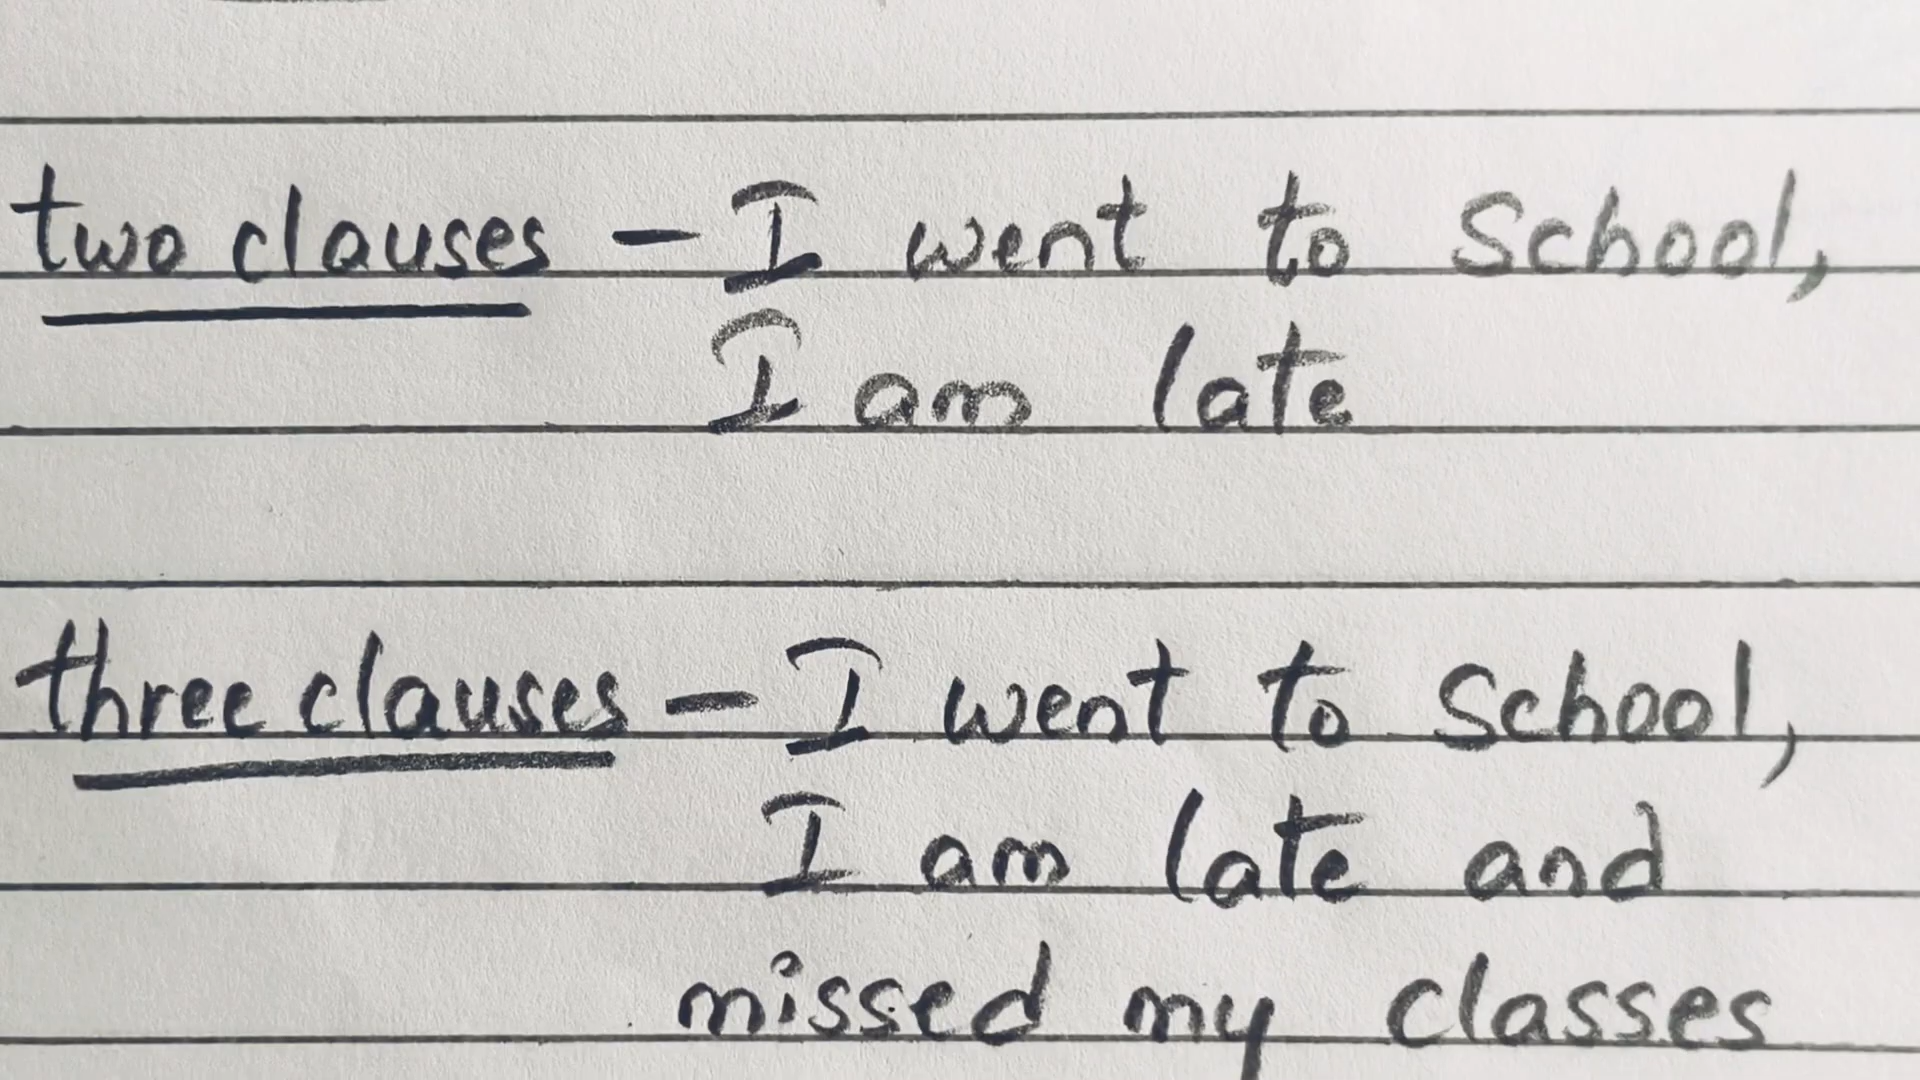 two clauses - I went to School,
I am late
three clauses - I went to School,
I am late and
missed my classes